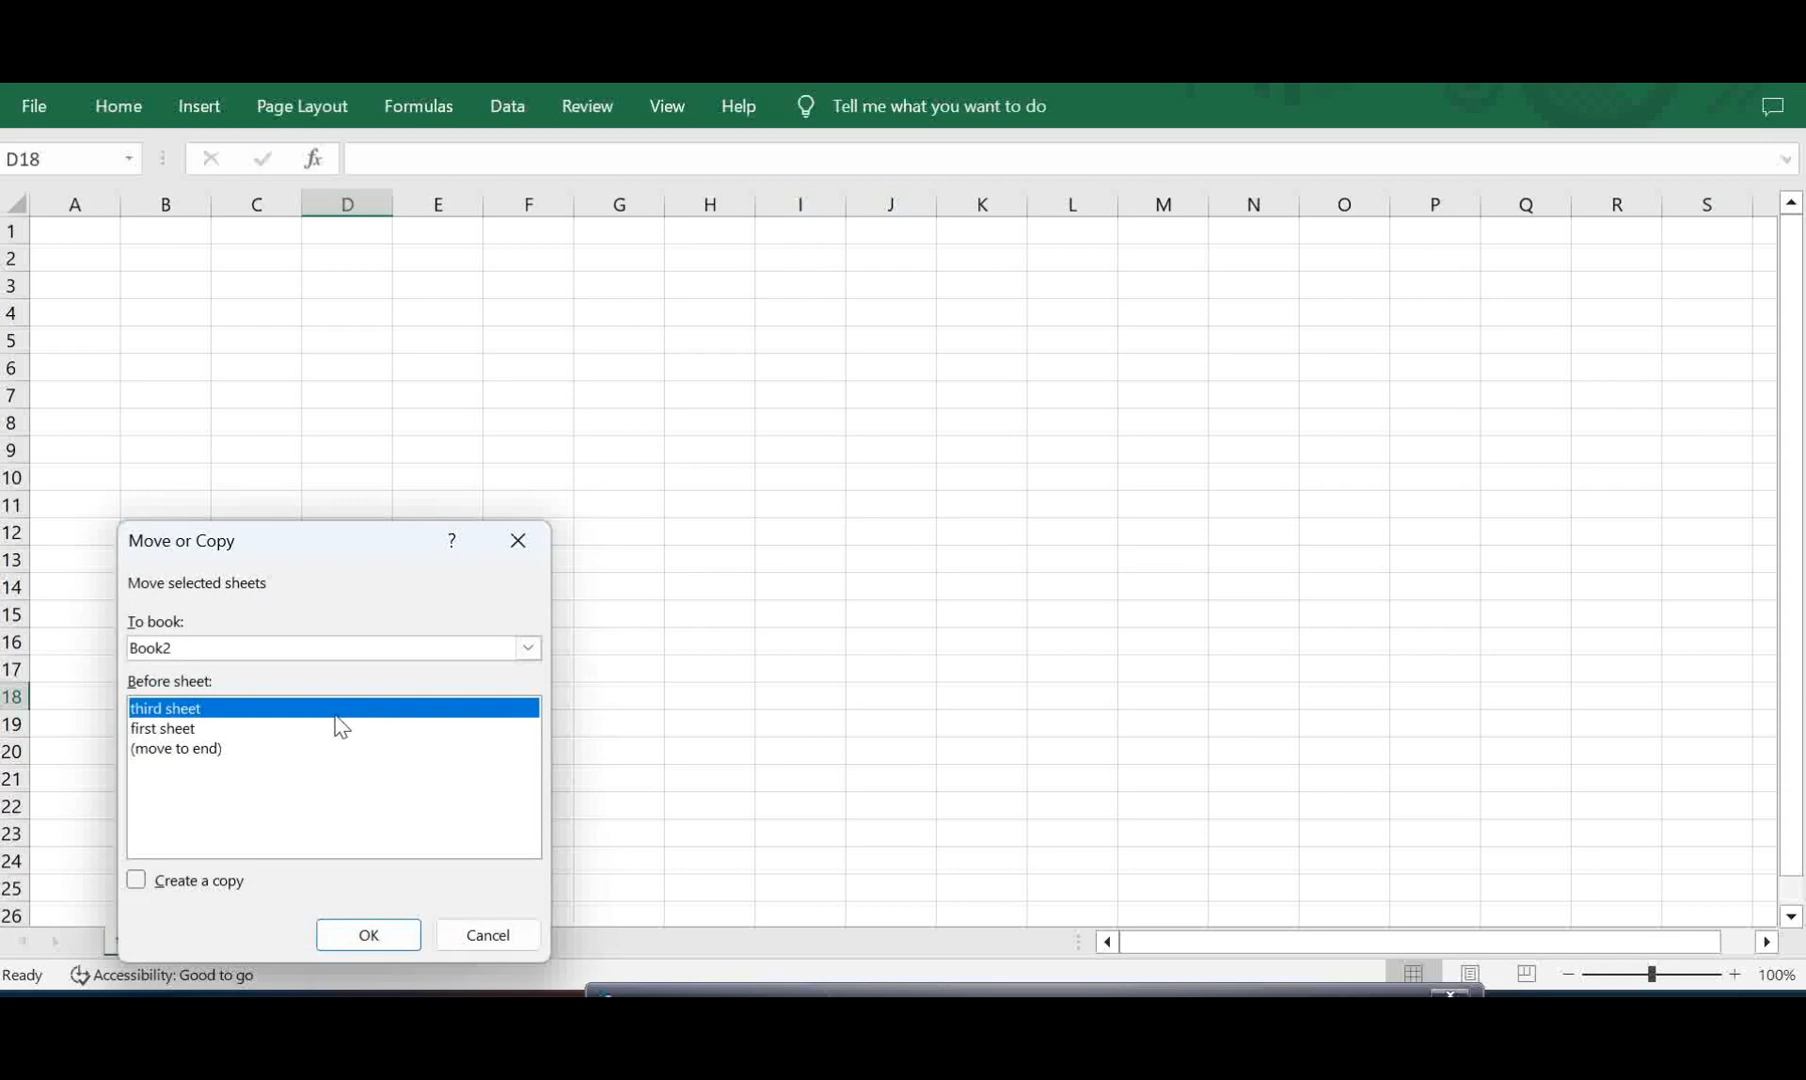 File Home Insert Page Layout Formulas Data Review View Help Tell me what you want to do
D18 fx
A B C D E F G H I J K L M N O P Q R S
1
2
3
4
5
6
7
8
9
10
11
12
13
14
15
16
17
18
19
20
21
22
23
24
25
26
Move or Copy ?
Move selected sheets
To book:
Book2
Before sheet:
third sheet
first sheet
(move to end)
Create a copy
OK Cancel
Ready Accessibility: Good to go 100%